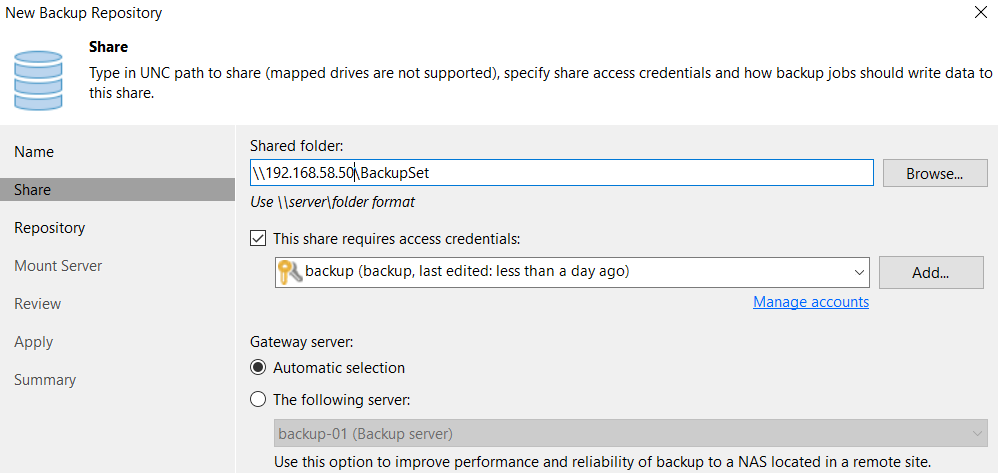 New Backup Repository
Share
Type in UNC path to share (mapped drives are not supported), specify share access credentials and how backup jobs should write data to
this share.
Name
Share
Repository
Mount Server
Review
Apply
Summary
Shared folder:
\\192.168.58.50\BackupSet
Browse...
Use \\server\folder format
This share requires access credentials:
backup (backup, last edited: less than a day ago)
Add...
Manage accounts
Gateway server:
Automatic selection
The following server:
backup-01 (Backup server)
Use this option to improve performance and reliability of backup to a NAS located in a remote site.